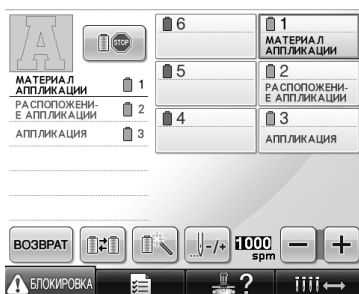 A
STOP
МАТЕРИАЛ
АППЛИКАЦИИ
1
РАСПОЛОЖЕНИ-
Е АППЛИКАЦИИ
2
АППЛИКАЦИЯ
3
6
1
МАТЕРИАЛ
АППЛИКАЦИИ
5
2
РАСПОЛОЖЕНИ-
Е АППЛИКАЦИИ
4
3
АППЛИКАЦИЯ
ВОЗВРАТ
-/+
1000
spm
−
+
БЛОКИРОВКА
?